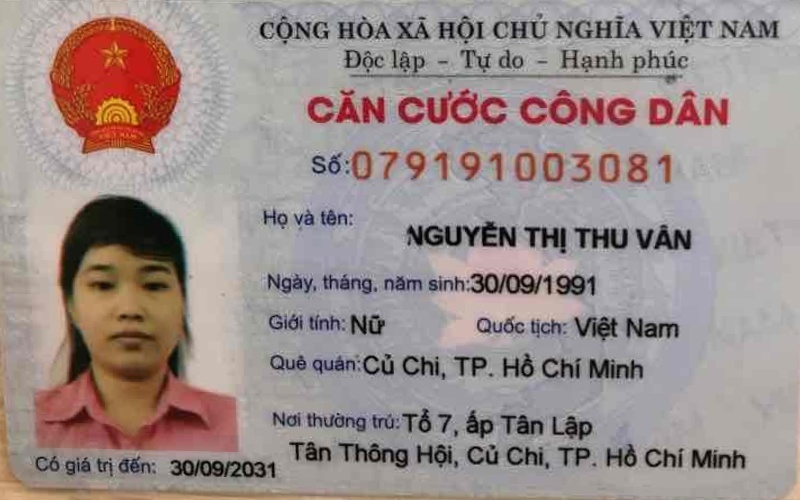 CỘNG HÒA XÃ HỘI CHỦ NGHĨA VIỆT NAM
Độc lập - Tự do - Hạnh phúc
CĂN CƯỚC CÔNG DÂN
Số: 079191003081
Họ và tên:
NGUYỄN THỊ THU VÂN
Ngày, tháng, năm sinh: 30/09/1991
Giới tính: Nữ Quốc tịch: Việt Nam
Quê quán: Củ Chi, TP. Hồ Chí Minh
Nơi thường trú: Tổ 7, ấp Tân Lập
Tân Thông Hội, Củ Chi, TP. Hồ Chí Minh
Có giá trị đến: 30/09/2031